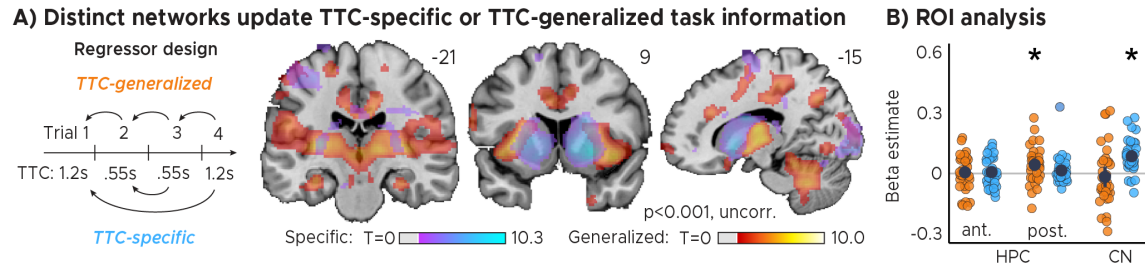 A) Distinct networks update TTC-specific or TTC-generalized task information
Regressor design
TTC-generalized
Trial 1 2 3 4
TTC: 1.2s .55s .55s 1.2s
TTC-specific
-21
9
-15
p<0.001, uncorr.
Specific: T=0 10.3
Generalized: T=0 10.0
B) ROI analysis
Beta estimate
0.6
0.3
0
-0.3
* *
ant. post.
HPC CN